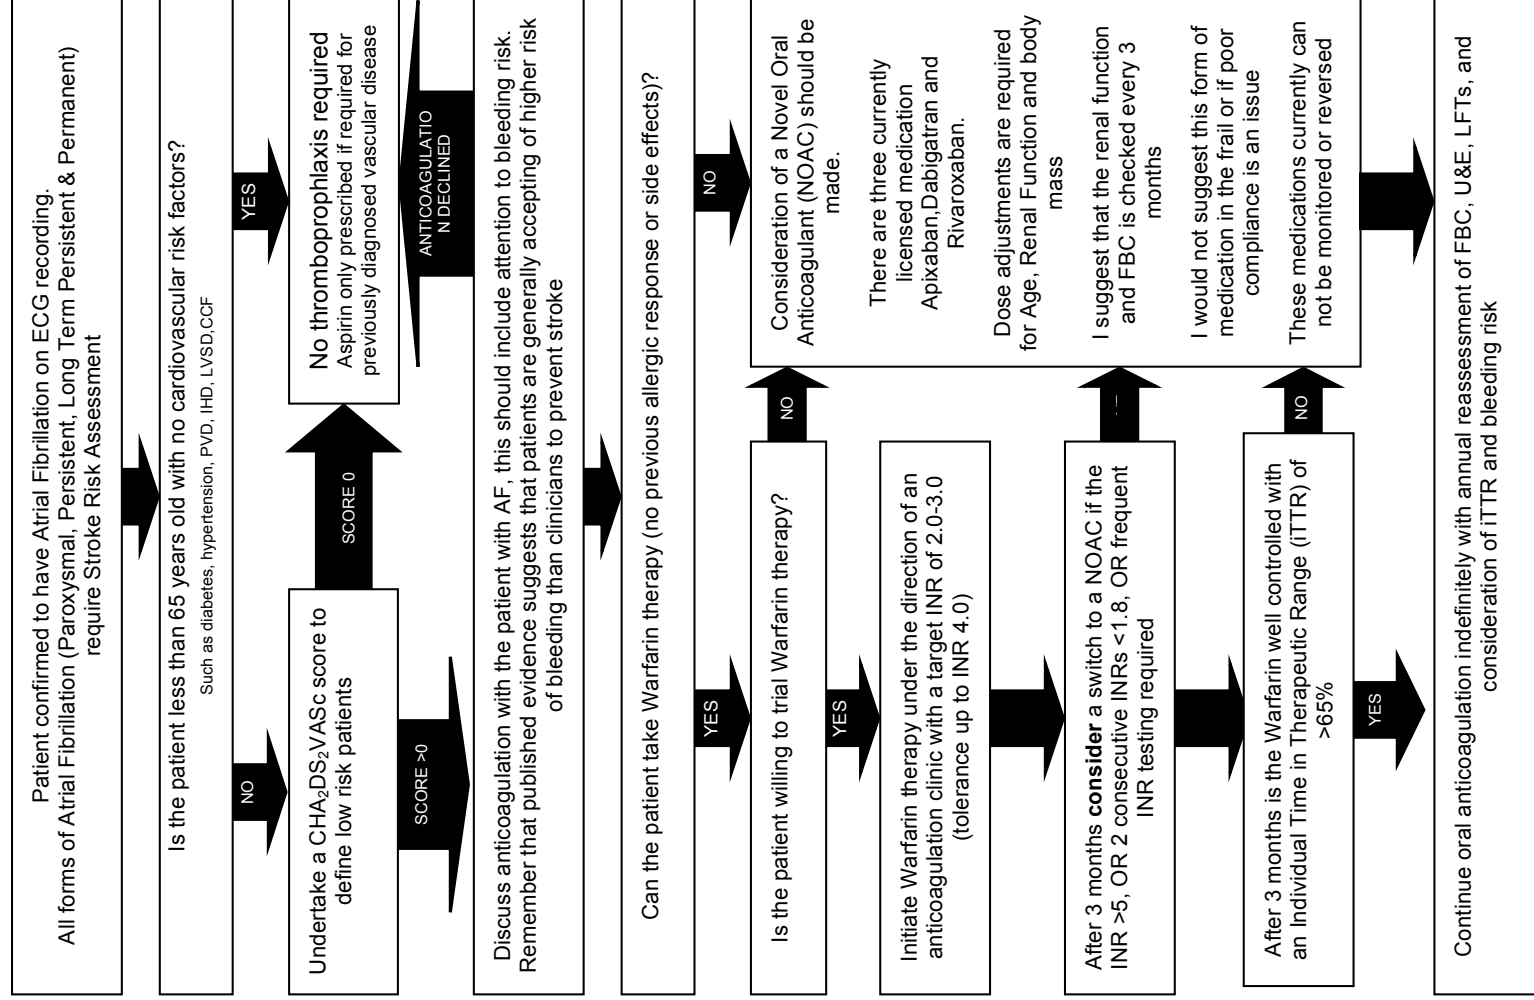 Patient confirmed to have Atrial Fibrillation on ECG recording.
All forms of Atrial Fibrillation (Paroxysmal, Persistent, Long Term Persistent & Permanent)
require Stroke Risk Assessment
Is the patient less than 65 years old with no cardiovascular risk factors?
Such as diabetes, hypertension, PVD, IHD, LVSD,CCF
NO
YES
Undertake a CHA₂DS₂VASc score to
define low risk patients
SCORE 0
No thromboprophlaxis required
Aspirin only prescribed if required for
previously diagnosed vascular disease
SCORE >0
ANTICOAGULATIO
N DECLINED
Discuss anticoagulation with the patient with AF, this should include attention to bleeding risk.
Remember that published evidence suggests that patients are generally accepting of higher risk
of bleeding than clinicians to prevent stroke
Can the patient take Warfarin therapy (no previous allergic response or side effects)?
YES
NO
Is the patient willing to trial Warfarin therapy?
NO
YES
Initiate Warfarin therapy under the direction of an
anticoagulation clinic with a target INR of 2.0-3.0
(tolerance up to INR 4.0)
After 3 months consider a switch to a NOAC if the
INR >5, OR 2 consecutive INRs <1.8, OR frequent
INR testing required
After 3 months is the Warfarin well controlled with
an Individual Time in Therapeutic Range (iTTR) of
>65%
NO
YES
Consideration of a Novel Oral
Anticoagulant (NOAC) should be
made.
There are three currently
licensed medication
Apixaban,Dabigatran and
Rivaroxaban.
Dose adjustments are required
for Age, Renal Function and body
mass
I suggest that the renal function
and FBC is checked every 3
months
I would not suggest this form of
medication in the frail or if poor
compliance is an issue
These medications currently can
not be monitored or reversed
Continue oral anticoagulation indefinitely with annual reassessment of FBC, U&E, LFTs, and
consideration of iTTR and bleeding risk